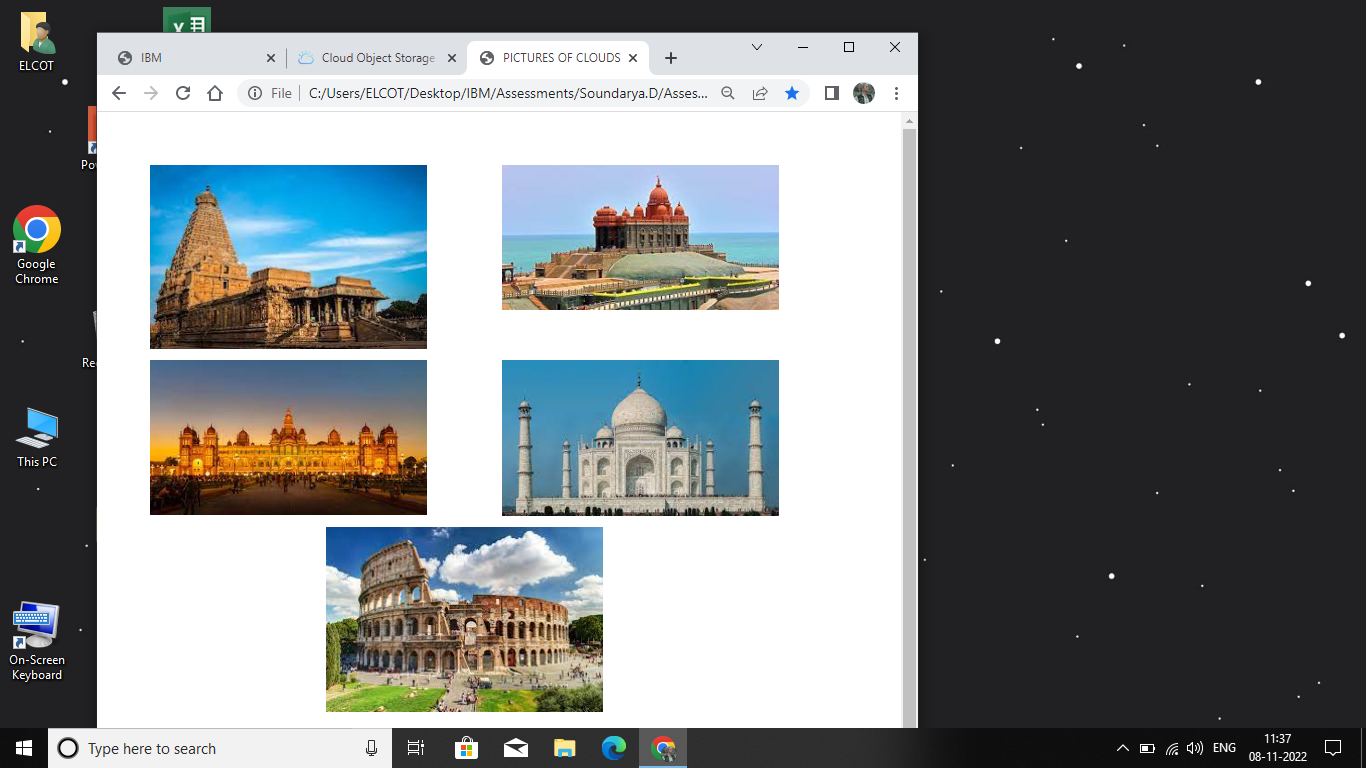 ELCOT
IBM
Cloud Object Storage
PICTURES OF CLOUDS
File
C:/Users/ELCOT/Desktop/IBM/Assessments/Soundarya.D/Asses...
Po
Google
Chrome
Re
This PC
On-Screen
Keyboard
Type here to search
ENG
11:37
08-11-2022